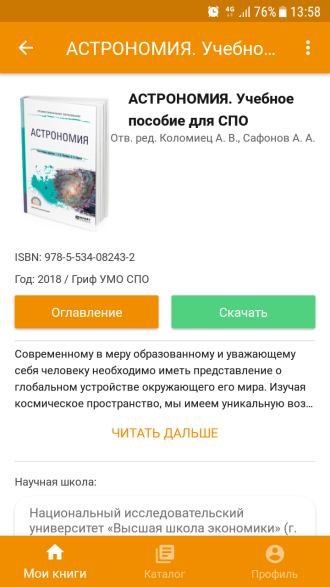 4G 76% 13:58
АСТРОНОМИЯ. Учебно...
АСТРОНОМИЯ
АСТРОНОМИЯ. Учебное
пособие для СПО
Отв. ред. Коломиец А. В., Сафонов А. А.
ISBN: 978-5-534-08243-2
Год: 2018 / Гриф УМО СПО
Оглавление
Скачать
Современному в меру образованному и уважающему
себя человеку необходимо иметь представление о
глобальном устройстве окружающего его мира. Изучая
космическое пространство, мы имеем уникальную воз...
ЧИТАТЬ ДАЛЬШЕ
Научная школа:
Национальный исследовательский
университет «Высшая школа экономики» (г.
Мои книги
Каталог
Профиль